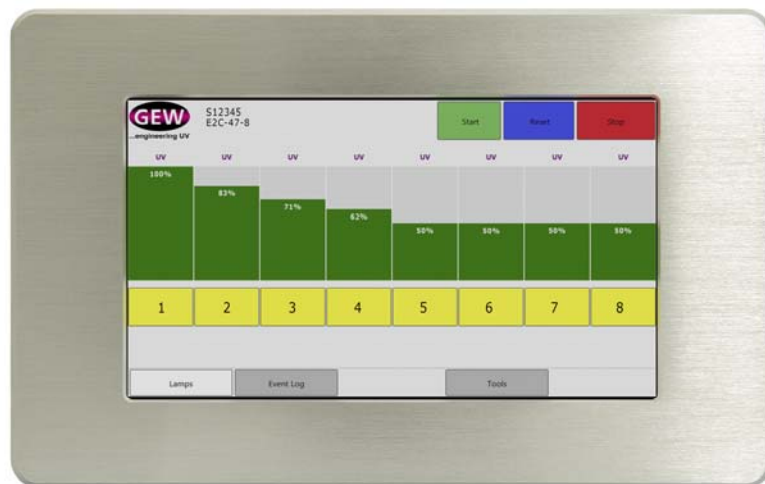 GEW
...engineering UV
S12345
E2C-47-8
Start
Reset
Stop
UV UV UV UV UV UV UV UV
100% 83% 71% 62% 50% 50% 50% 50%
1 2 3 4 5 6 7 8
Lamps
Event Log
Tools